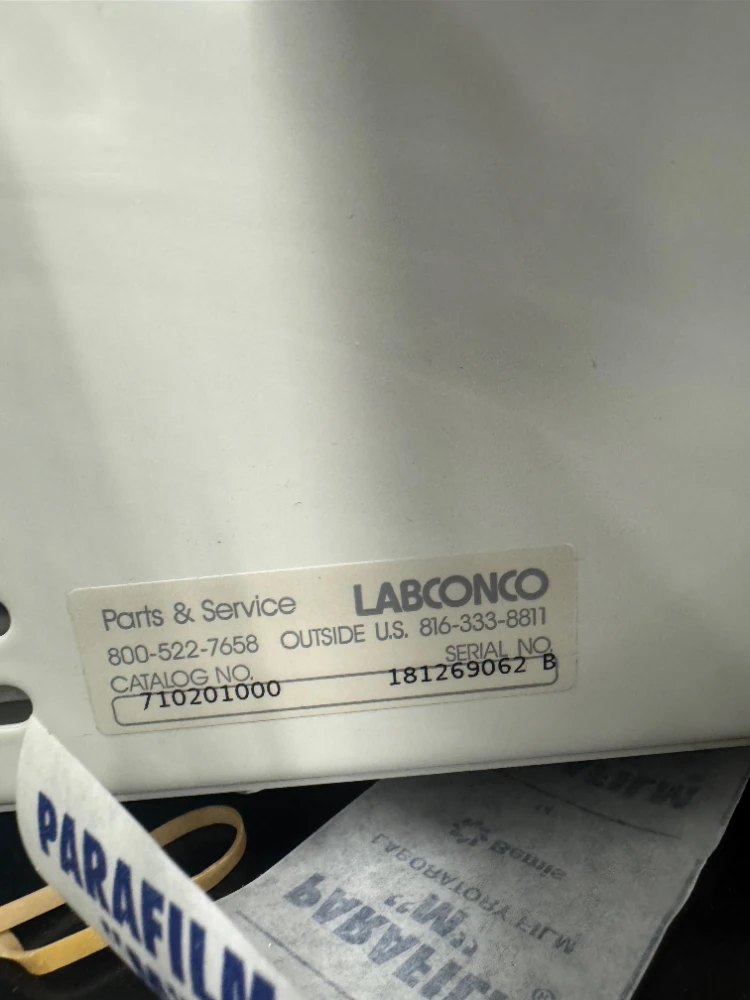 Parts & Service LABCONCO
800-522-7658 OUTSIDE U.S. 816-333-8811
CATALOG NO. SERIAL NO.
710201000 181269062 B
PARAFILM
Bemis
LABORATORY FILM
"M"
PARAFILM